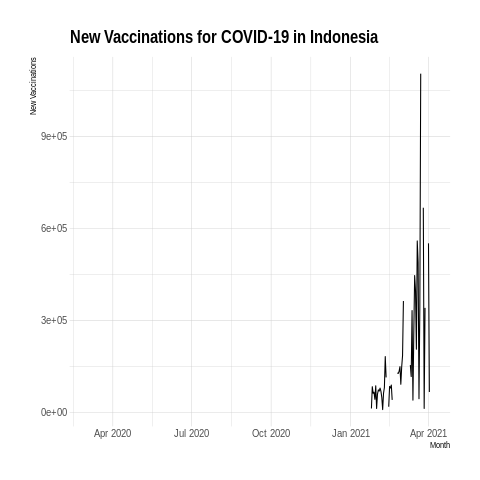 New Vaccinations for COVID-19 in Indonesia
New Vaccinations
9e+05
6e+05
3e+05
0e+00
Apr 2020
Jul 2020
Oct 2020
Jan 2021
Apr 2021
Month